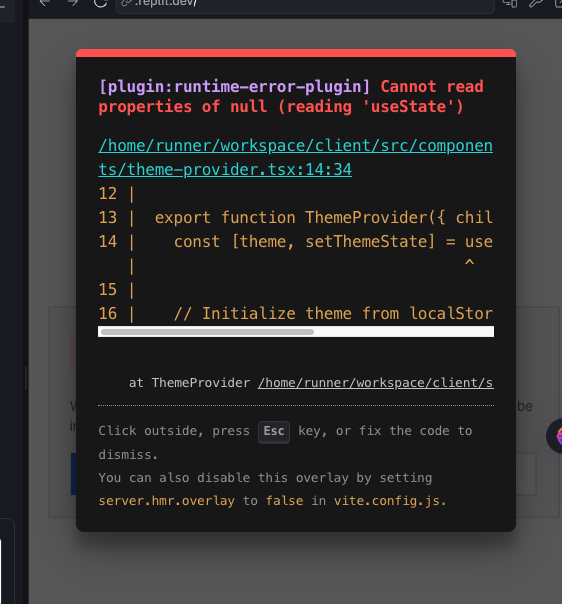 .replit.dev/
[plugin:runtime-error-plugin] Cannot read
properties of null (reading 'useState')
/home/runner/workspace/client/src/componen
ts/theme-provider.tsx:14:34
12 |
13 |  export function ThemeProvider({ chil
14 |    const [theme, setThemeState] = use
   |                                   ^
15 |
16 |    // Initialize theme from localStor
at ThemeProvider /home/runner/workspace/client/s
be
Click outside, press Esc key, or fix the code to
dismiss.
You can also disable this overlay by setting
server.hmr.overlay to false in vite.config.js.